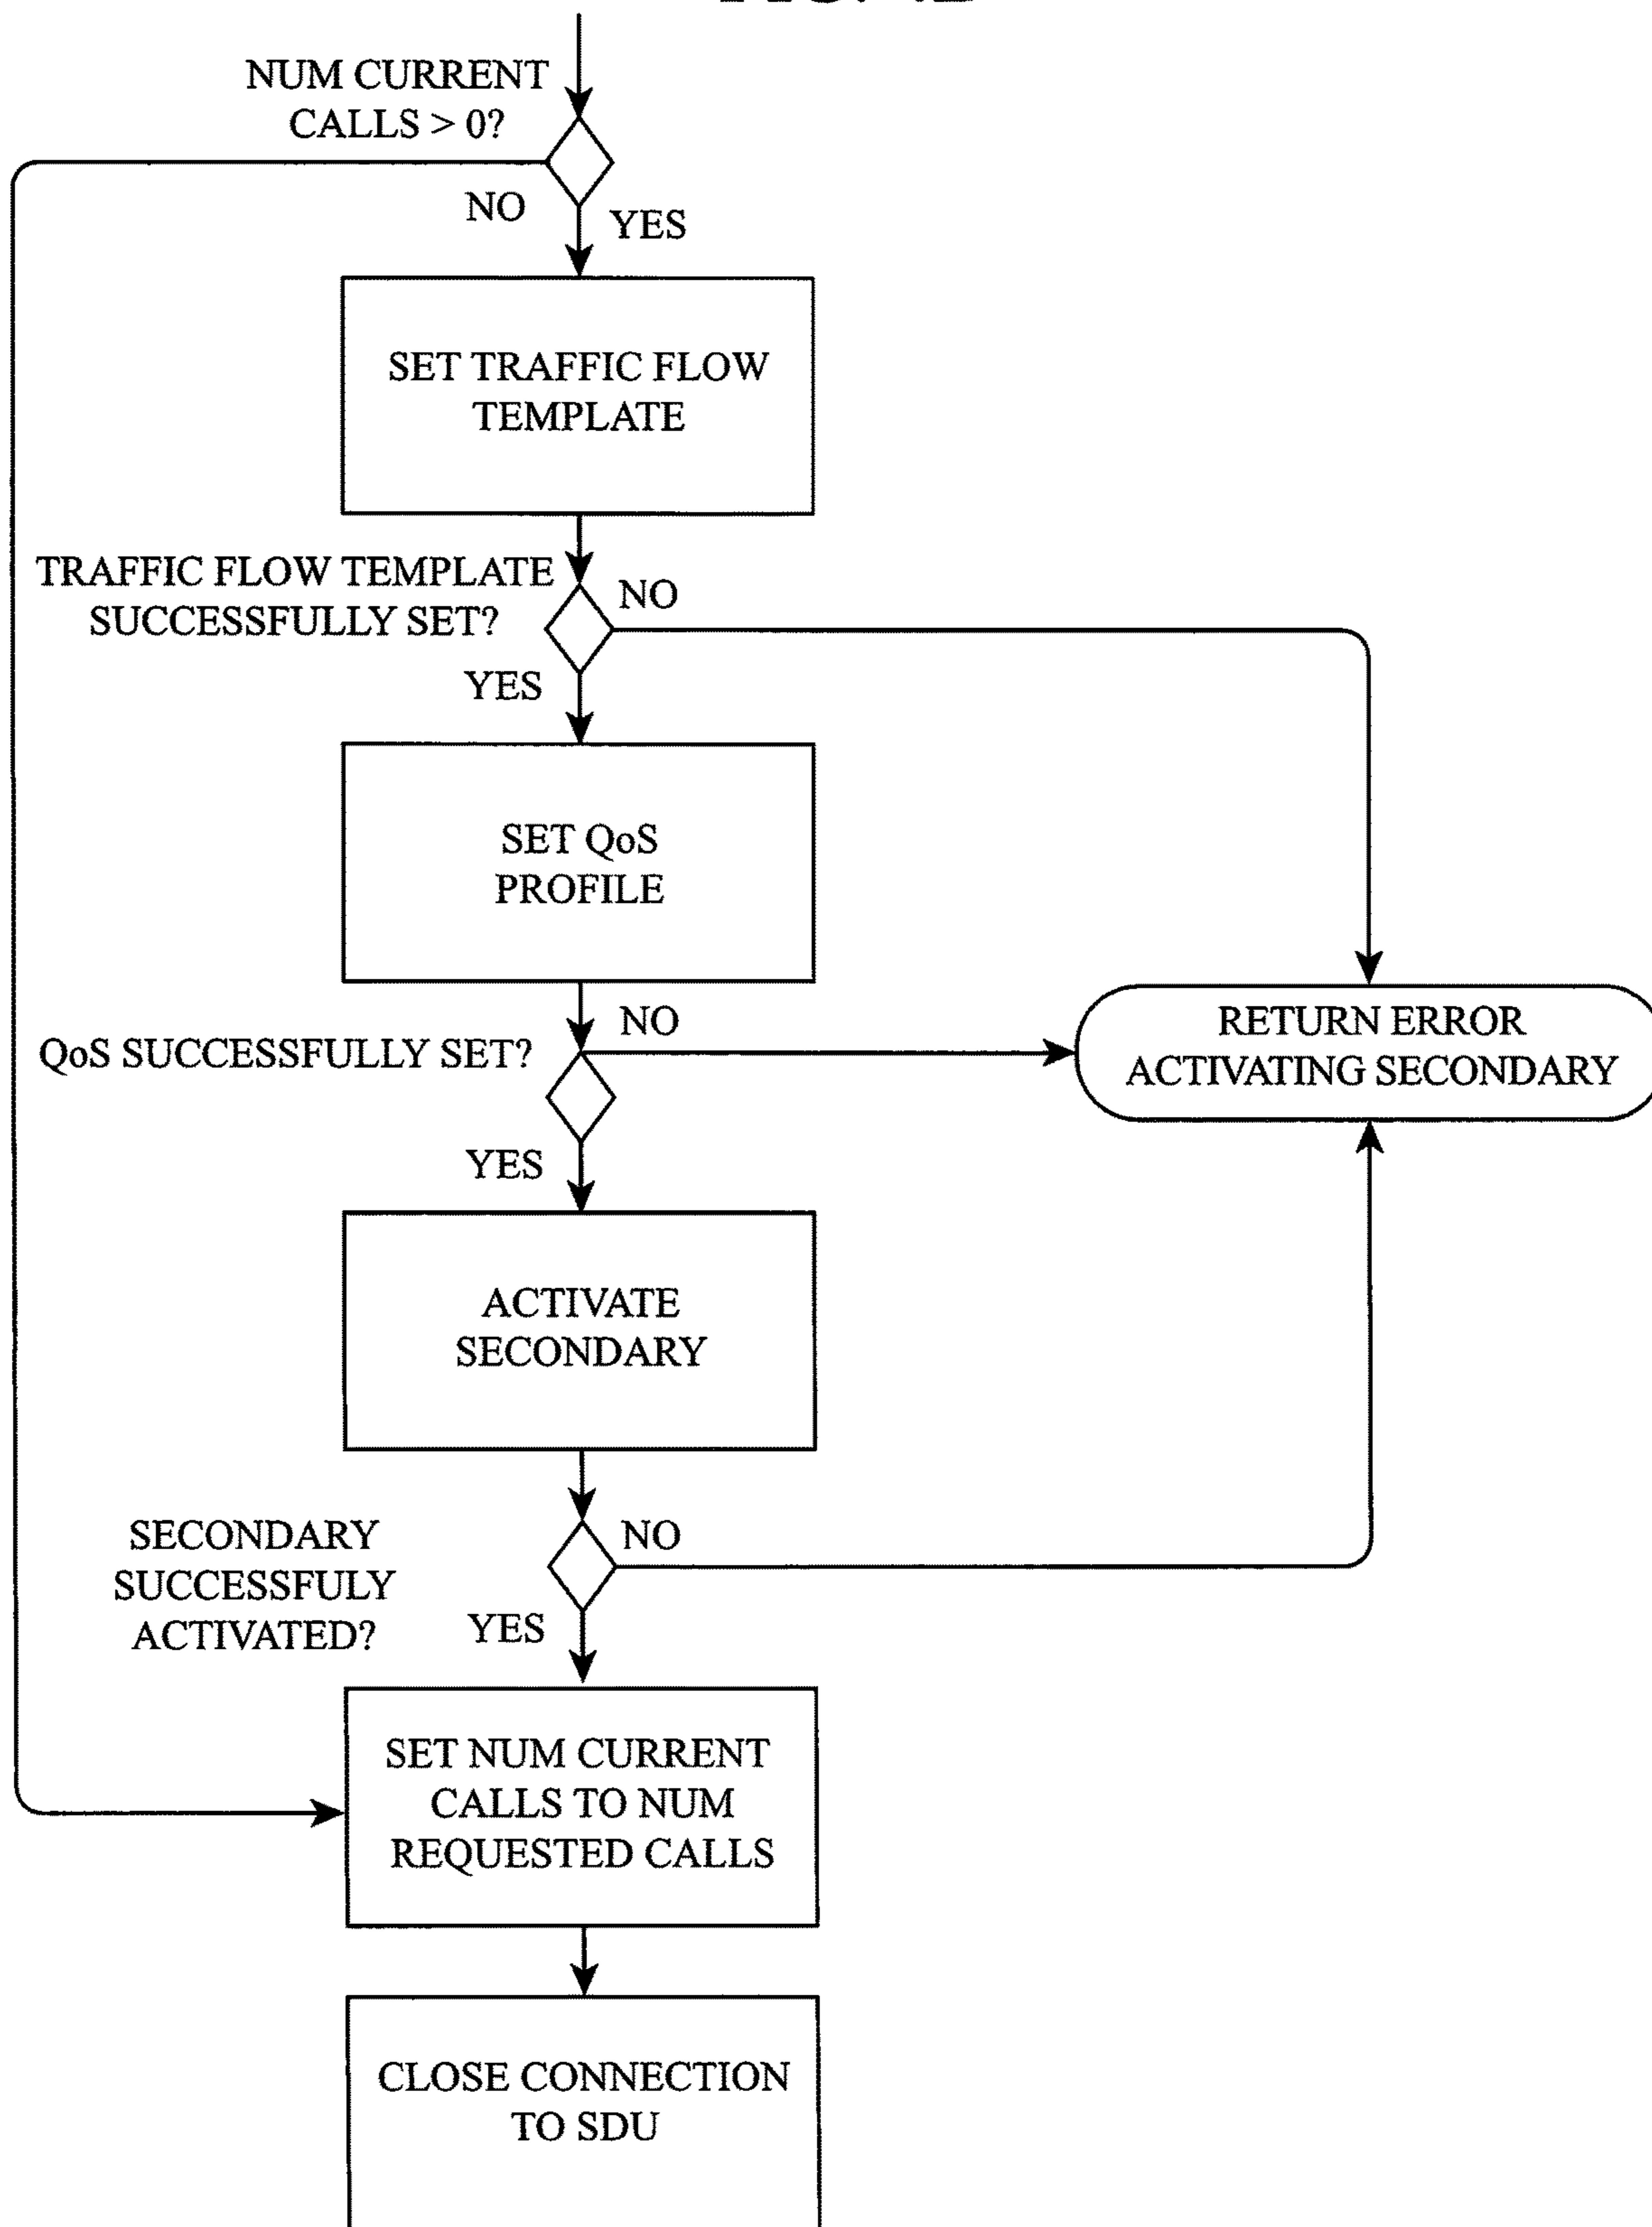 NUM CURRENT
CALLS > 0?
NO
YES
SET TRAFFIC FLOW
TEMPLATE
TRAFFIC FLOW TEMPLATE
SUCCESSFULLY SET?
NO
YES
SET QoS
PROFILE
NO
QoS SUCCESSFULLY SET?
RETURN ERROR
ACTIVATING SECONDARY
YES
ACTIVATE
SECONDARY
SECONDARY
SUCCESSFULY
ACTIVATED?
NO
YES
SET NUM CURRENT
CALLS TO NUM
REQUESTED CALLS
CLOSE CONNECTION
TO SDU